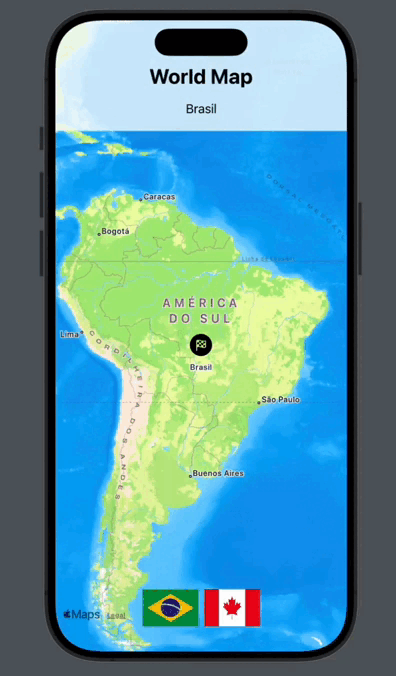 World Map
Brasil
Caracas
Bogotá
AMÉRICA
DO SUL
Lima
CORDILHEIRA DOS ANDES
Brasil
São Paulo
Buenos Aires
Maps
Legal